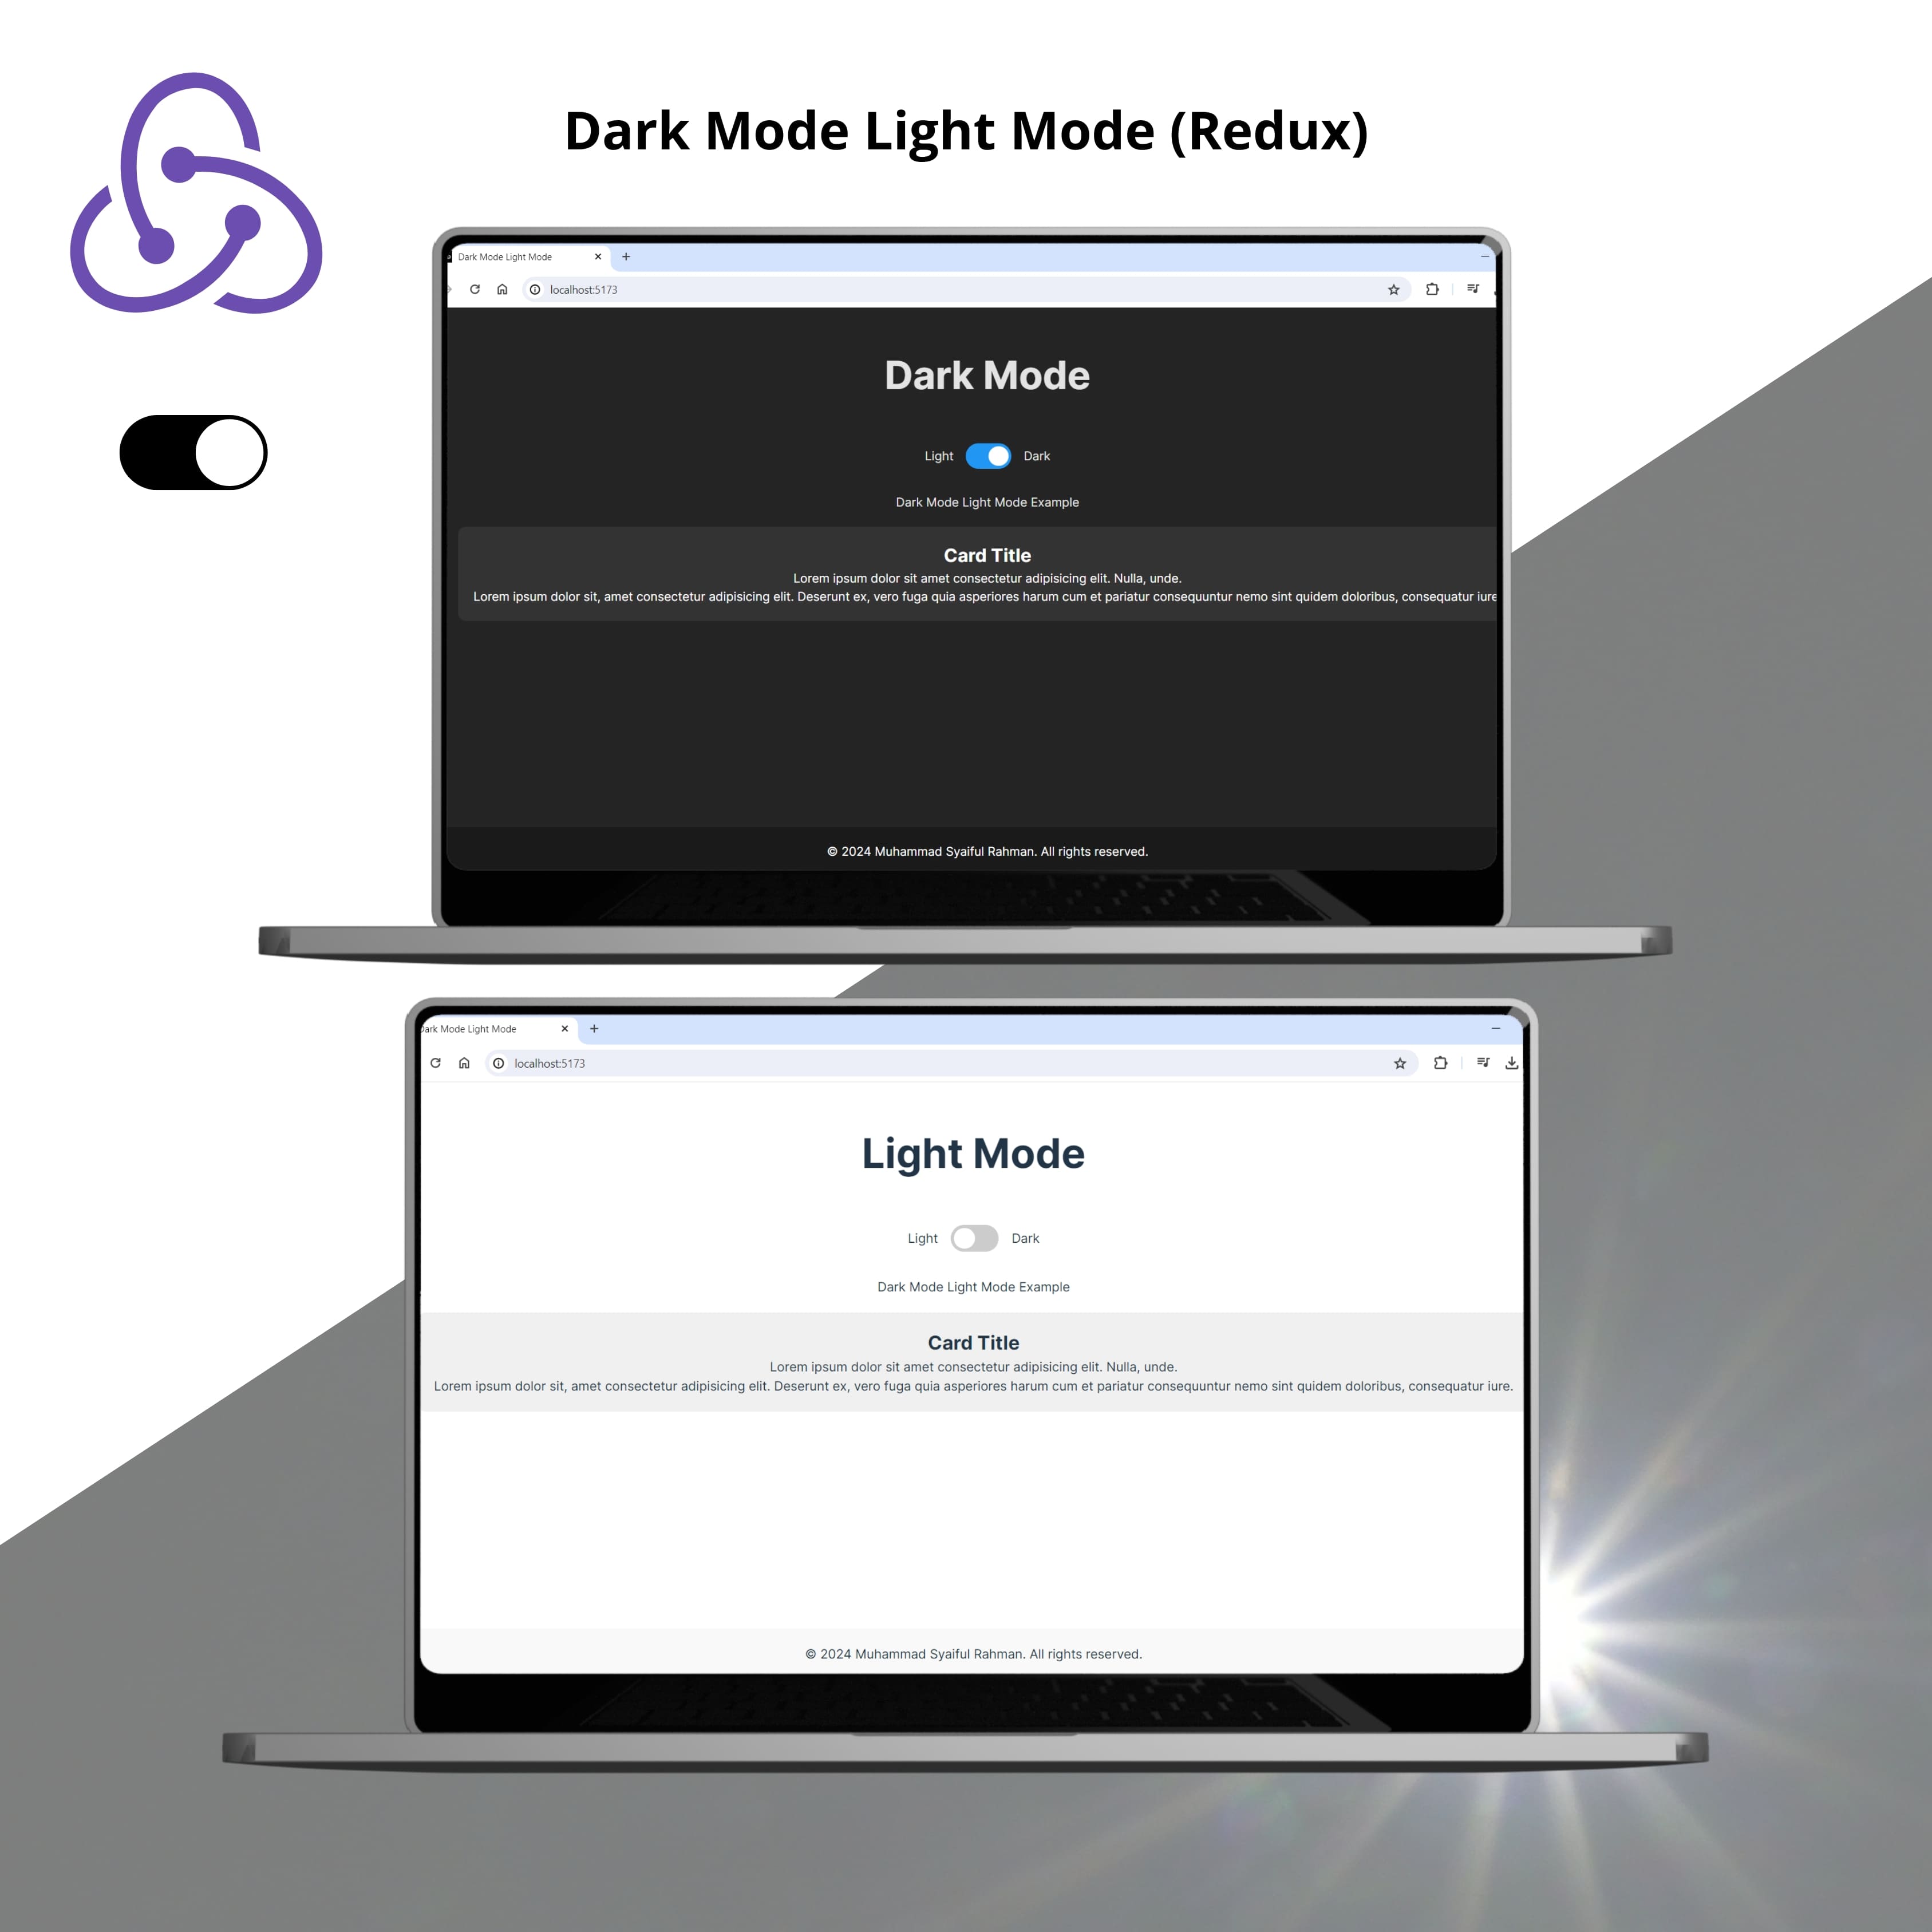 Dark Mode Light Mode (Redux)
Dark Mode Light Mode
localhost:5173
Dark Mode
Light Dark
Dark Mode Light Mode Example
Card Title
Lorem ipsum dolor sit amet consectetur adipisicing elit. Nulla, unde.
Lorem ipsum dolor sit, amet consectetur adipisicing elit. Deserunt ex, vero fuga quia asperiores harum cum et pariatur consequuntur nemo sint quidem doloribus, consequatur iure
© 2024 Muhammad Syaiful Rahman. All rights reserved.
Dark Mode Light Mode
localhost:5173
Light Mode
Light Dark
Dark Mode Light Mode Example
Card Title
Lorem ipsum dolor sit amet consectetur adipisicing elit. Nulla, unde.
Lorem ipsum dolor sit, amet consectetur adipisicing elit. Deserunt ex, vero fuga quia asperiores harum cum et pariatur consequuntur nemo sint quidem doloribus, consequatur iure.
© 2024 Muhammad Syaiful Rahman. All rights reserved.